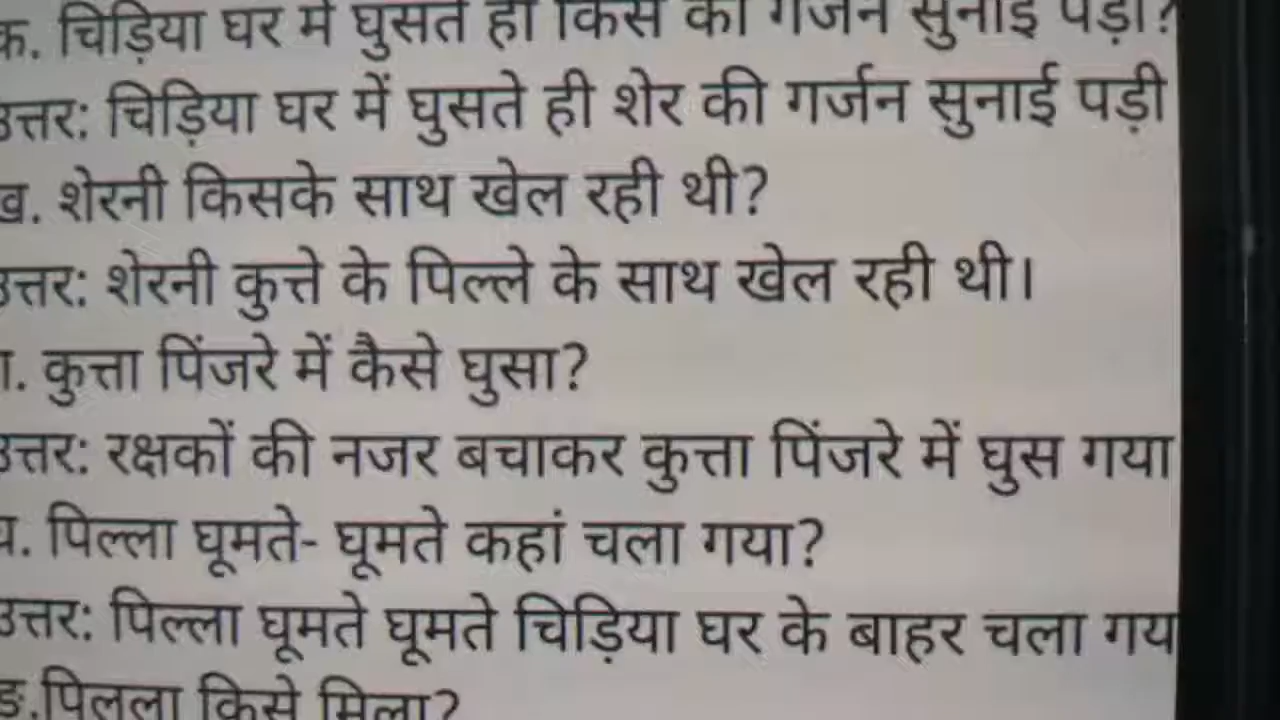 क. चिड़िया घर में घुसते ही किस की गर्जन सुनाई पड़ी?
उत्तर: चिड़िया घर में घुसते ही शेर की गर्जन सुनाई पड़ी
ख. शेरनी किसके साथ खेल रही थी?
उत्तर: शेरनी कुत्ते के पिल्ले के साथ खेल रही थी।
ग. कुत्ता पिंजरे में कैसे घुसा?
उत्तर: रक्षकों की नजर बचाकर कुत्ता पिंजरे में घुस गया
घ. पिल्ला घूमते- घूमते कहां चला गया?
उत्तर: पिल्ला घूमते घूमते चिड़िया घर के बाहर चला गय
ङ.पिलला किसे मिला?